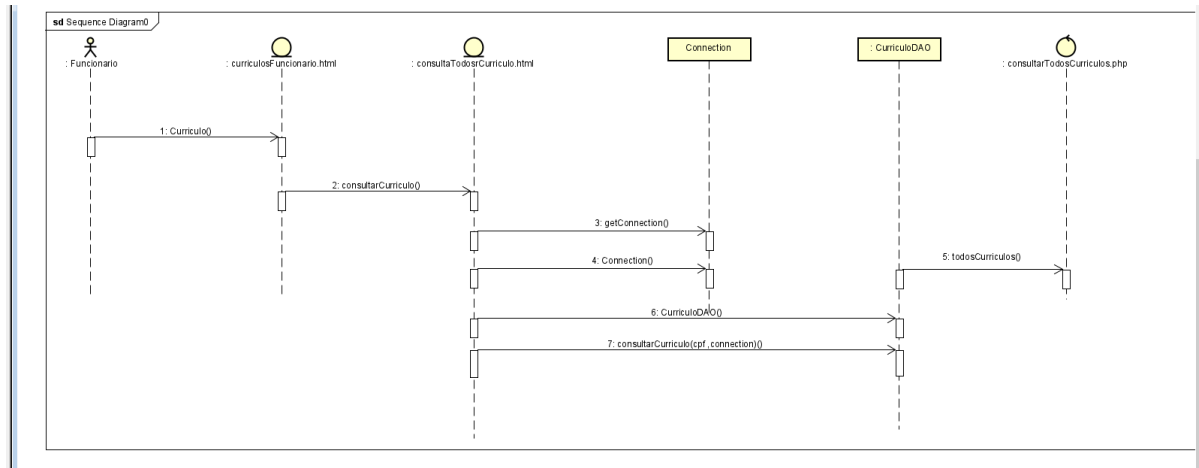 sd Sequence Diagram0
: Funcionario
: curriculosFuncionario.html
: consultaTodosrCurriculo.html
Connection
: CurriculoDAO
: consultarTodosCurriculos.php
1: Curriculo()
2: consultarCurriculo()
3: getConnection()
4: Connection()
5: todosCurriculos()
6: CurriculoDAO()
7: consultarCurriculo(cpf ,connection)()